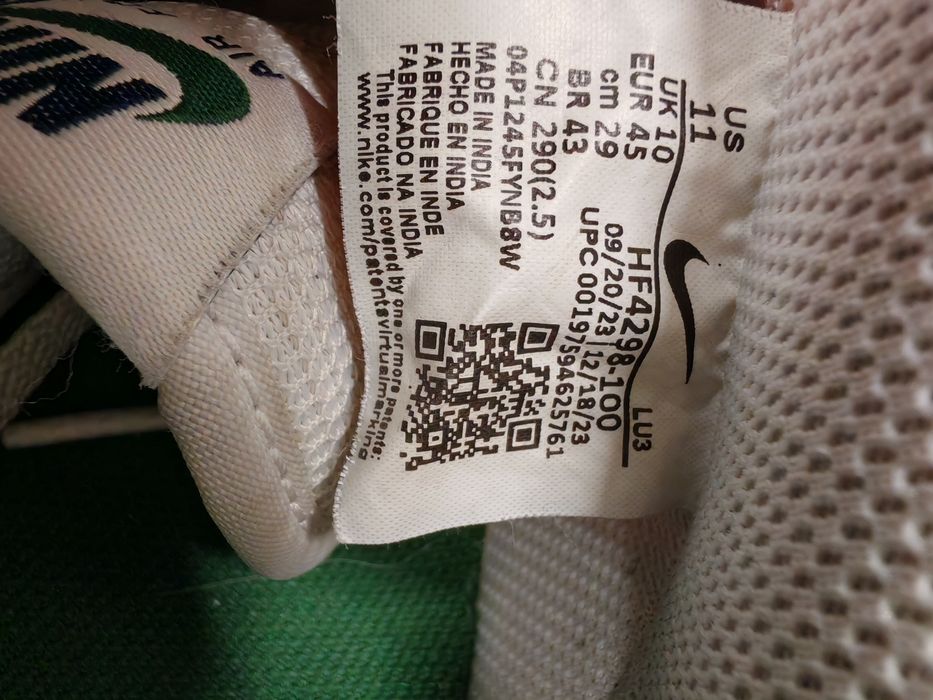 US
11
UK 10
EUR 45
cm 29
BR 43
CN 290(2.5)
04P1245FYNB8W
MADE IN INDIA
HECHO EN INDIA
FABRIQUE EN INDE
FABRICADO NA INDIA
This product is covered by one or more patents:
www.nike.com/patentsvirtualmarking
LU3
HF4298-100
09/20/23|12/18/23
UPC 00197594625761
AIR